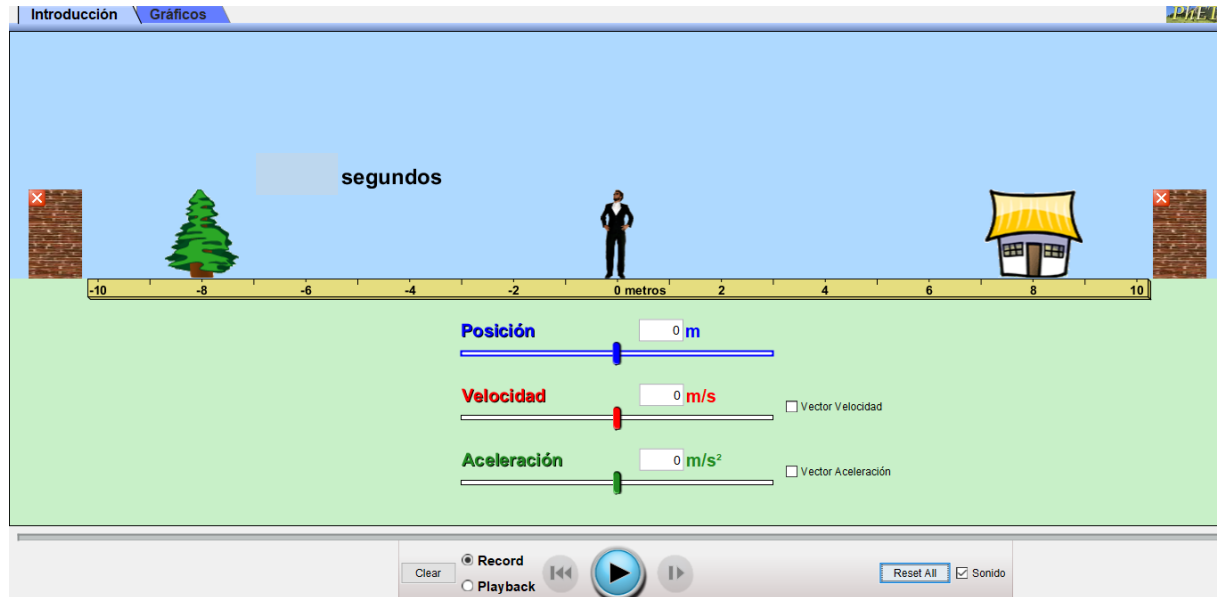 Introducción
Gráficos
segundos
-10 -8 -6 -4 -2 0 metros 2 4 6 8 10
Posición 0 m
Velocidad 0 m/s
Vector Velocidad
Aceleración 0 m/s²
Vector Aceleración
Clear
Record
Playback
Reset All
Sonido